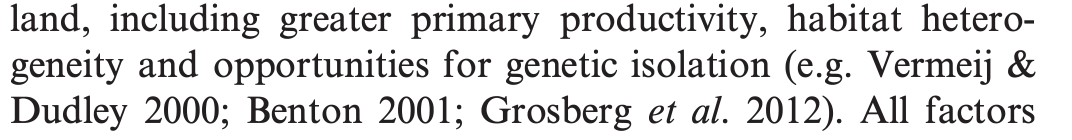 land, including greater primary productivity, habitat hetero-
geneity and opportunities for genetic isolation (e.g. Vermeij &
Dudley 2000; Benton 2001; Grosberg et al. 2012). All factors